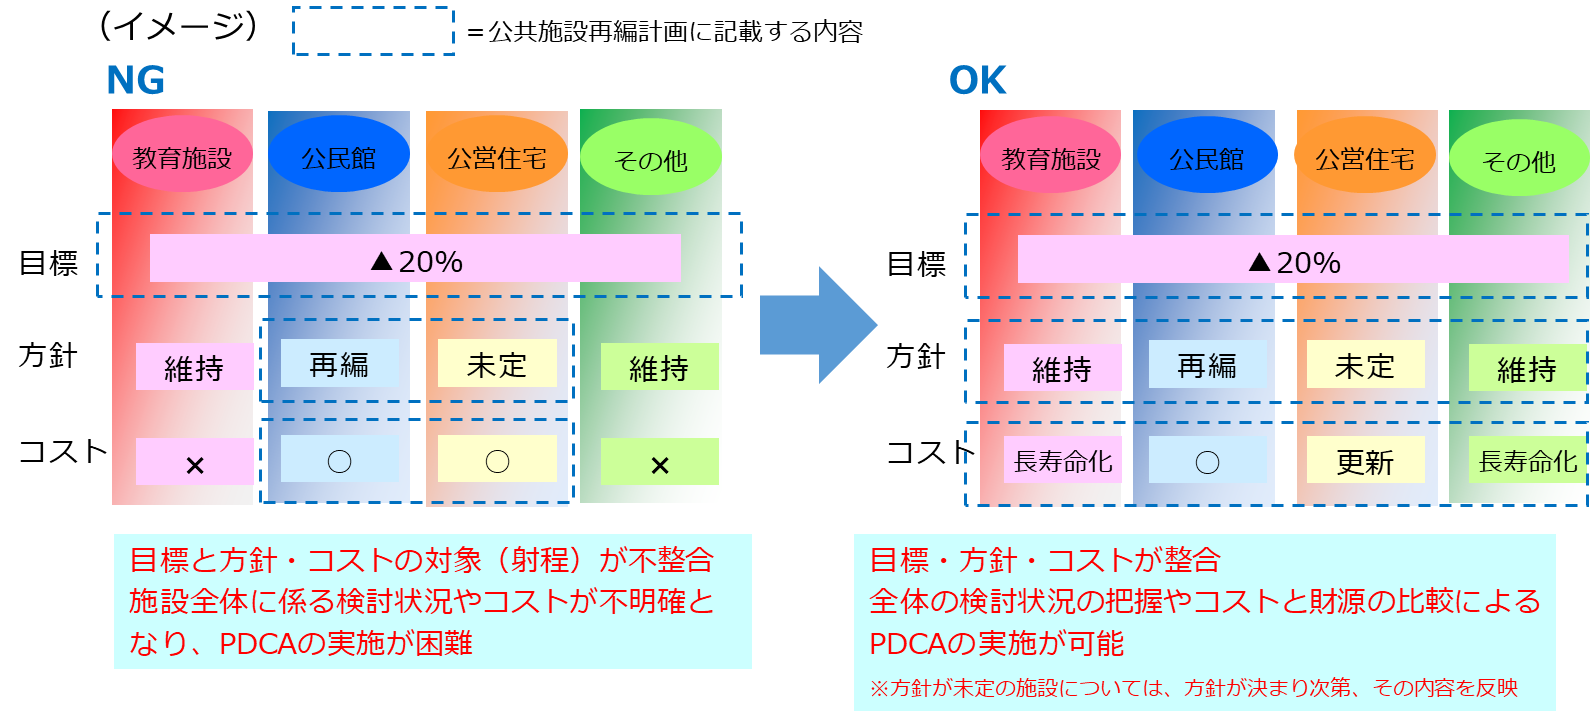 （イメージ）
＝公共施設再編計画に記載する内容
NG
教育施設 公民館 公営住宅 その他
目標 ▲20%
方針 維持 再編 未定 維持
コスト × ○ ○ ×
目標と方針・コストの対象（射程）が不整合
施設全体に係る検討状況やコストが不明確と
なり、PDCAの実施が困難
OK
教育施設 公民館 公営住宅 その他
目標 ▲20%
方針 維持 再編 未定 維持
コスト 長寿命化 ○ 更新 長寿命化
目標・方針・コストが整合
全体の検討状況の把握やコストと財源の比較による
PDCAの実施が可能
※方針が未定の施設については、方針が決まり次第、その内容を反映